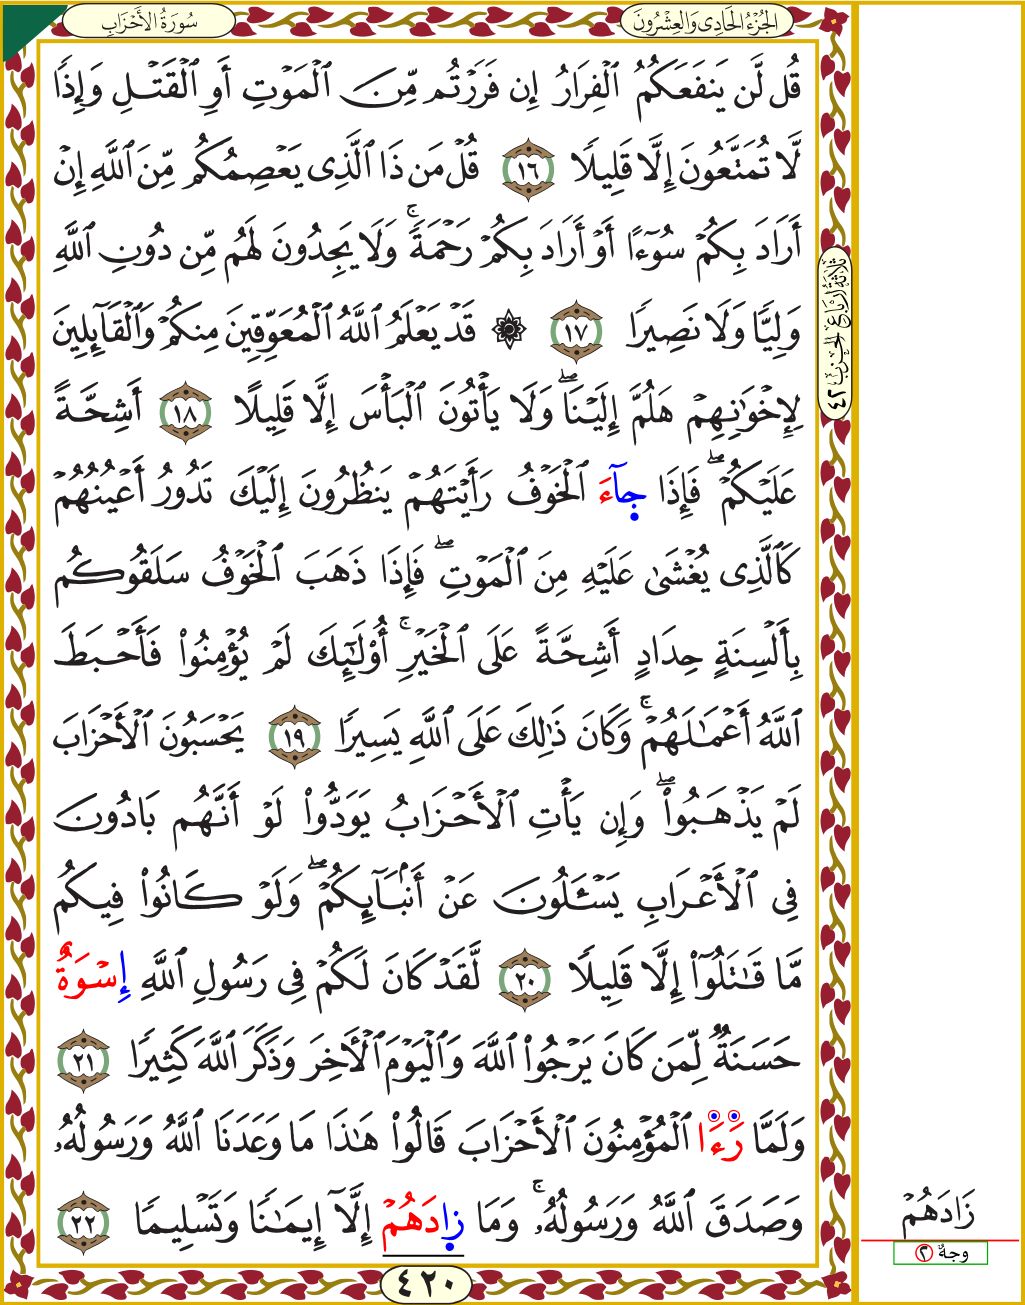 الجُزْءُ الحَادِى وَالعِشْرُونَ
سُورَةُ الأَحْزَابِ
قُل لَّن يَنفَعَكُمُ ٱلْفِرَارُ إِن فَرَرْتُم مِّنَ ٱلْمَوْتِ أَوِ ٱلْقَتْلِ وَإِذًا
لَّا تُمَتَّعُونَ إِلَّا قَلِيلًا ١٦ قُلْ مَن ذَا ٱلَّذِى يَعْصِمُكُم مِّنَ ٱللَّهِ إِنْ
أَرَادَ بِكُمْ سُوٓءًا أَوْ أَرَادَ بِكُمْ رَحْمَةً ۚ وَلَا يَجِدُونَ لَهُم مِّن دُونِ ٱللَّهِ
وَلِيًّا وَلَا نَصِيرًا ١٧ ۞ قَدْ يَعْلَمُ ٱللَّهُ ٱلْمُعَوِّقِينَ مِنكُمْ وَٱلْقَآئِلِينَ
لِإِخْوَٰنِهِمْ هَلُمَّ إِلَيْنَا ۖ وَلَا يَأْتُونَ ٱلْبَأْسَ إِلَّا قَلِيلًا ١٨ أَشِحَّةً
عَلَيْكُمْ ۖ فَإِذَا جَآءَ ٱلْخَوْفُ رَأَيْتَهُمْ يَنظُرُونَ إِلَيْكَ تَدُورُ أَعْيُنُهُمْ
كَٱلَّذِى يُغْشَىٰ عَلَيْهِ مِنَ ٱلْمَوْتِ ۖ فَإِذَا ذَهَبَ ٱلْخَوْفُ سَلَقُوكُم
بِأَلْسِنَةٍ حِدَادٍ أَشِحَّةً عَلَى ٱلْخَيْرِ ۚ أُو۟لَٰٓئِكَ لَمْ يُؤْمِنُوا۟ فَأَحْبَطَ
ٱللَّهُ أَعْمَٰلَهُمْ ۚ وَكَانَ ذَٰلِكَ عَلَى ٱللَّهِ يَسِيرًا ١٩ يَحْسَبُونَ ٱلْأَحْزَابَ
لَمْ يَذْهَبُوا۟ ۖ وَإِن يَأْتِ ٱلْأَحْزَابُ يَوَدُّوا۟ لَوْ أَنَّهُم بَادُونَ
فِى ٱلْأَعْرَابِ يَسْـَٔلُونَ عَنْ أَنۢبَآئِكُمْ ۖ وَلَوْ كَانُوا۟ فِيكُم
مَّا قَٰتَلُوٓا۟ إِلَّا قَلِيلًا ٢٠ لَّقَدْ كَانَ لَكُمْ فِى رَسُولِ ٱللَّهِ إِسْوَةٌ
حَسَنَةٌ لِّمَن كَانَ يَرْجُوا۟ ٱللَّهَ وَٱلْيَوْمَ ٱلْأَخِرَ وَذَكَرَ ٱللَّهَ كَثِيرًا ٢١
وَلَمَّا رَءَا ٱلْمُؤْمِنُونَ ٱلْأَحْزَابَ قَالُوا۟ هَٰذَا مَا وَعَدَنَا ٱللَّهُ وَرَسُولُهُۥ
وَصَدَقَ ٱللَّهُ وَرَسُولُهُۥ ۚ وَمَا زَادَهُمْ إِلَّآ إِيمَٰنًا وَتَسْلِيمًا ٢٢
٤٢٠
ثلاثة أرباع الحزب ٤٢
زَادَهُمْ
وجهٌ ٢